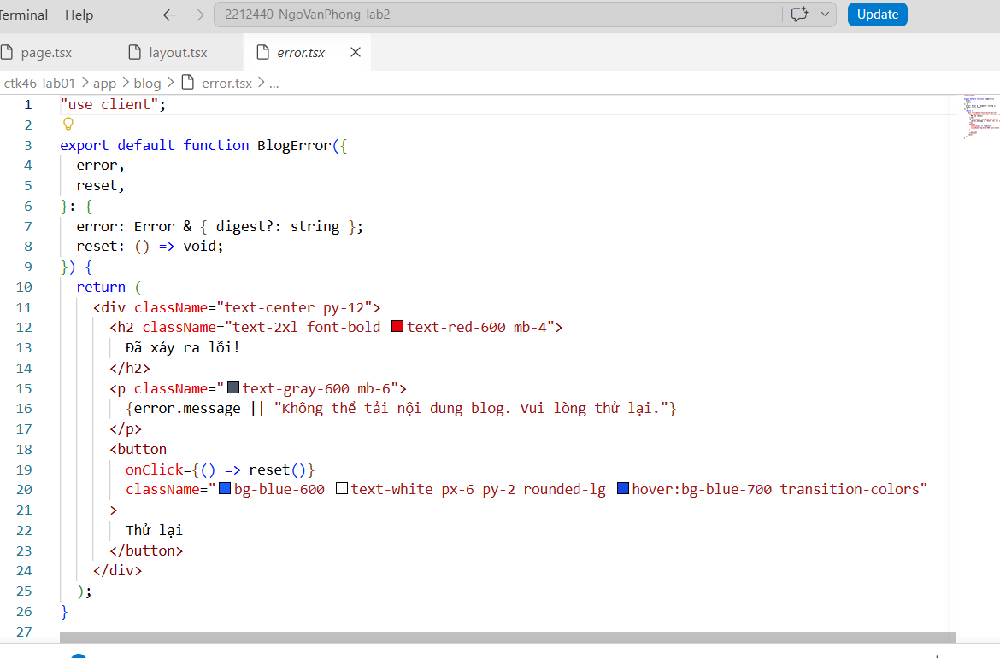 Terminal Help 2212440_NgoVanPhong_lab2 Update
page.tsx layout.tsx error.tsx
ctk46-lab01 > app > blog > error.tsx > ...
1 "use client";
2
3 export default function BlogError({
4 error,
5 reset,
6 }: {
7 error: Error & { digest?: string };
8 reset: () => void;
9 }) {
10 return (
11 <div className="text-center py-12">
12 <h2 className="text-2xl font-bold text-red-600 mb-4">
13 Đã xảy ra lỗi!
14 </h2>
15 <p className="text-gray-600 mb-6">
16 {error.message || "Không thể tải nội dung blog. Vui lòng thử lại."}
17 </p>
18 <button
19 onClick={() => reset()}
20 className="bg-blue-600 text-white px-6 py-2 rounded-lg hover:bg-blue-700 transition-colors"
21 >
22 Thử lại
23 </button>
24 </div>
25 );
26 }
27